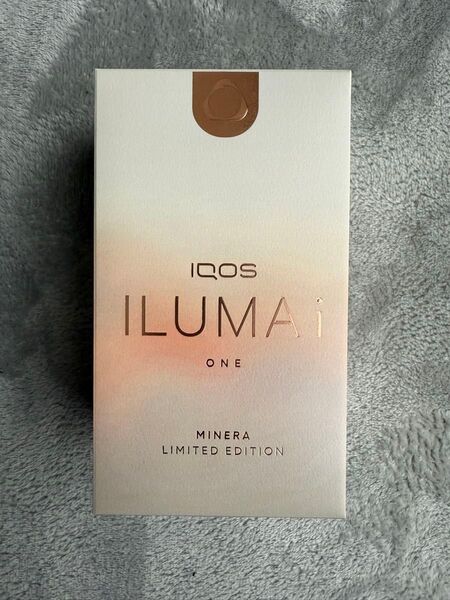 IQOS
ILUMA i
ONE
MINERA
LIMITED EDITION